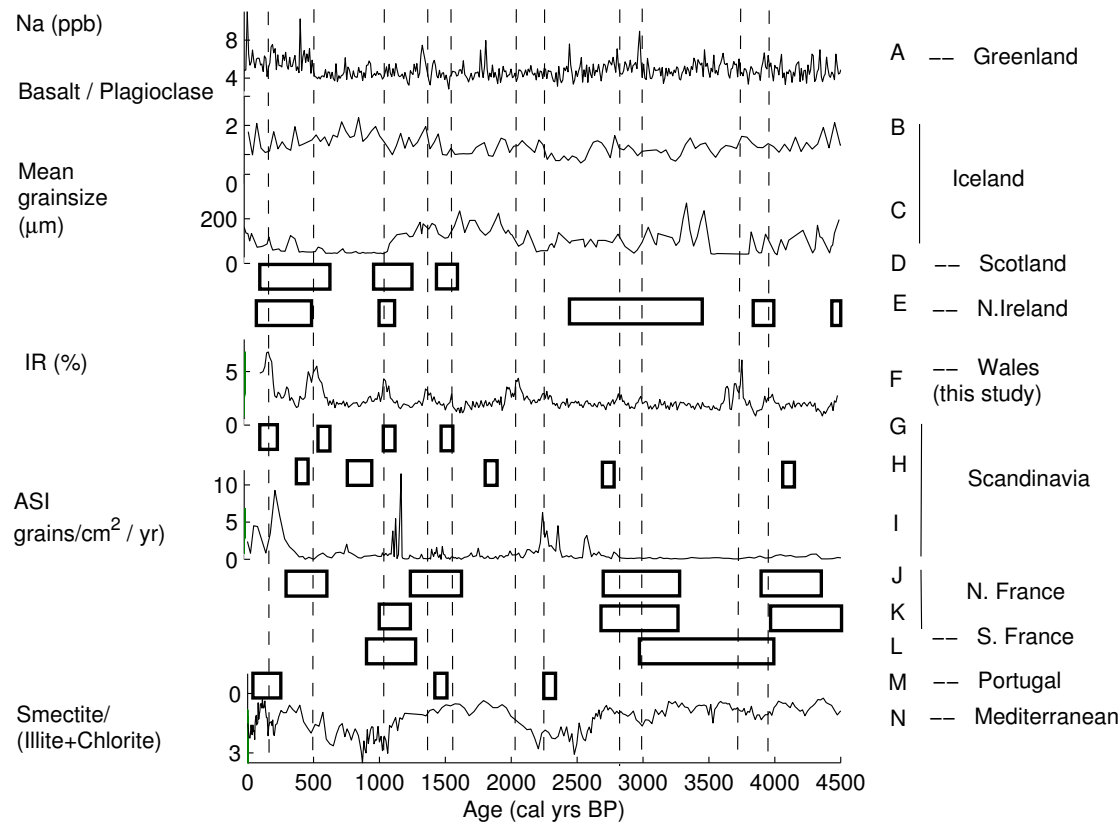 Na (ppb)
8
4
A -- Greenland
Basalt / Plagioclase
2
0
B
Iceland
Mean
grainsize
(μm)
200
0
C
D -- Scotland
E -- N.Ireland
IR (%)
5
0
F -- Wales
(this study)
G
H
Scandinavia
I
ASI
grains/cm² / yr)
10
5
0
J
N. France
K
L -- S. France
M -- Portugal
N -- Mediterranean
Smectite/
(Illite+Chlorite)
0
3
0 500 1000 1500 2000 2500 3000 3500 4000 4500
Age (cal yrs BP)